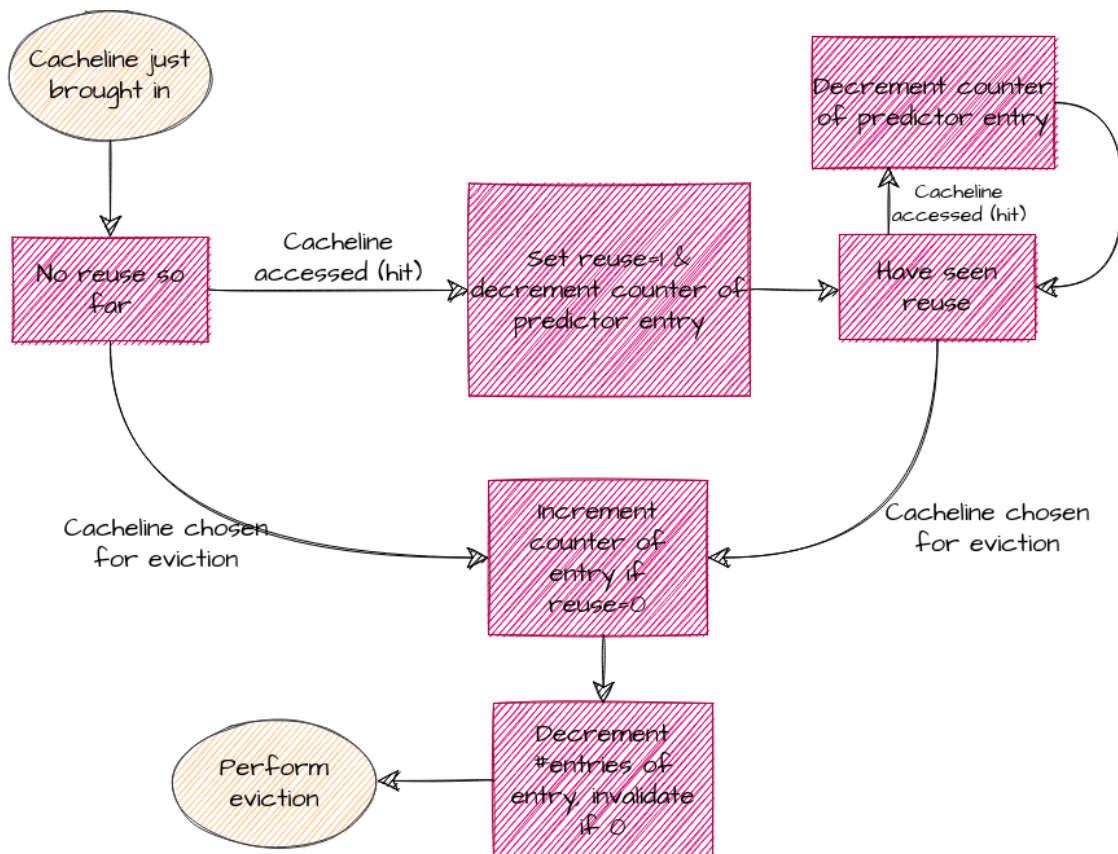 Cacheline just
brought in
Decrement counter
of predictor entry
Cacheline
accessed (hit)
No reuse so
far
Cacheline
accessed (hit)
Set reuse=1 &
decrement counter of
predictor entry
Have seen
reuse
Cacheline chosen
for eviction
Increment
counter of
entry if
reuse=0
Cacheline chosen
for eviction
Perform
eviction
Decrement
#entries of
entry, invalidate
if 0